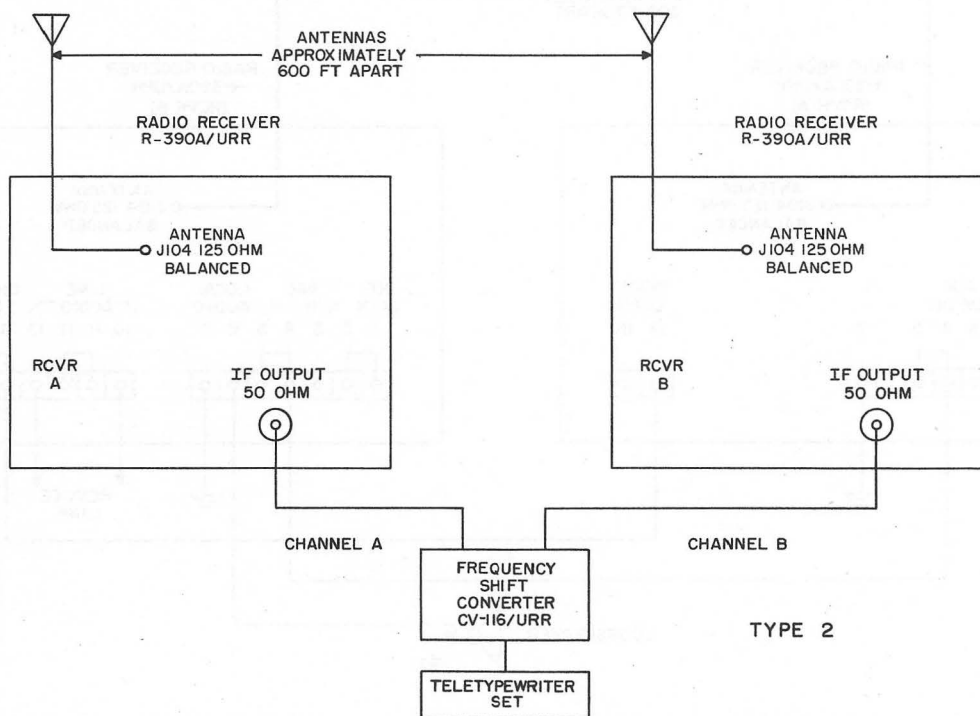 ANTENNAS
APPROXIMATELY
600 FT APART
RADIO RECEIVER
R-390A/URR
RADIO RECEIVER
R-390A/URR
ANTENNA
J104 125 OHM
BALANCED
ANTENNA
J104 125 OHM
BALANCED
RCVR
A
IF OUTPUT
50 OHM
RCVR
B
IF OUTPUT
50 OHM
CHANNEL A
CHANNEL B
FREQUENCY
SHIFT
CONVERTER
CV-116/URR
TYPE 2
TELETYPEWRITER
SET